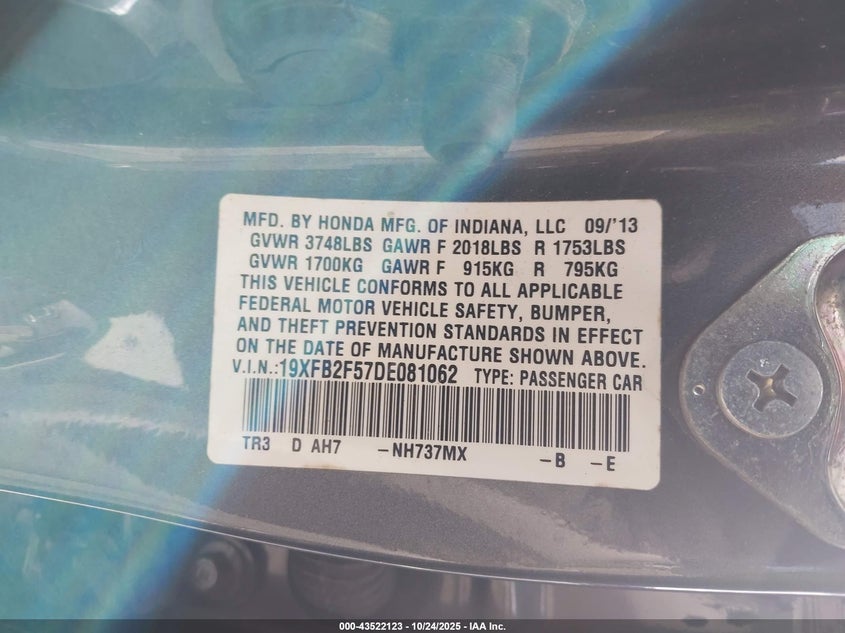 MFD. BY HONDA MFG. OF INDIANA, LLC 09/'13
GVWR 3748LBS GAWR F 2018LBS R 1753LBS
GVWR 1700KG GAWR F 915KG R 795KG
THIS VEHICLE CONFORMS TO ALL APPLICABLE
FEDERAL MOTOR VEHICLE SAFETY, BUMPER,
AND THEFT PREVENTION STANDARDS IN EFFECT
ON THE DATE OF MANUFACTURE SHOWN ABOVE.
V.I.N.:19XFB2F57DE081062 TYPE: PASSENGER CAR
TR3 D AH7 -NH737MX -B -E
000-43522123 - 10/24/2025 - IAA Inc.